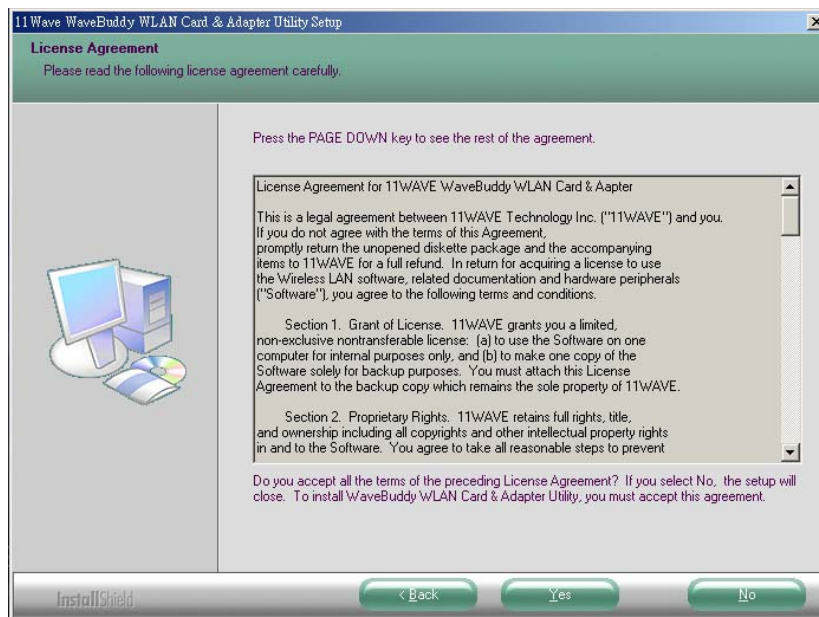 11Wave WaveBuddy WLAN Card & Adapter Utility Setup
License Agreement
Please read the following license agreement carefully.
Press the PAGE DOWN key to see the rest of the agreement.
License Agreement for 11WAVE WaveBuddy WLAN Card & Aapter
This is a legal agreement between 11WAVE Technology Inc. ("11WAVE") and you.
If you do not agree with the terms of this Agreement,
promptly return the unopened diskette package and the accompanying
items to 11WAVE for a full refund. In return for acquiring a license to use
the Wireless LAN software, related documentation and hardware peripherals
("Software"), you agree to the following terms and conditions.
Section 1. Grant of License. 11WAVE grants you a limited,
non-exclusive nontransferable license: (a) to use the Software on one
computer for internal purposes only, and (b) to make one copy of the
Software solely for backup purposes. You must attach this License
Agreement to the backup copy which remains the sole property of 11WAVE.
Section 2. Proprietary Rights. 11WAVE retains full rights, title,
and ownership including all copyrights and other intellectual property rights
in and to the Software. You agree to take all reasonable steps to prevent
Do you accept all the terms of the preceding License Agreement? If you select No, the setup will
close. To install WaveBuddy WLAN Card & Adapter Utility, you must accept this agreement.
InstallShield
< Back
Yes
No